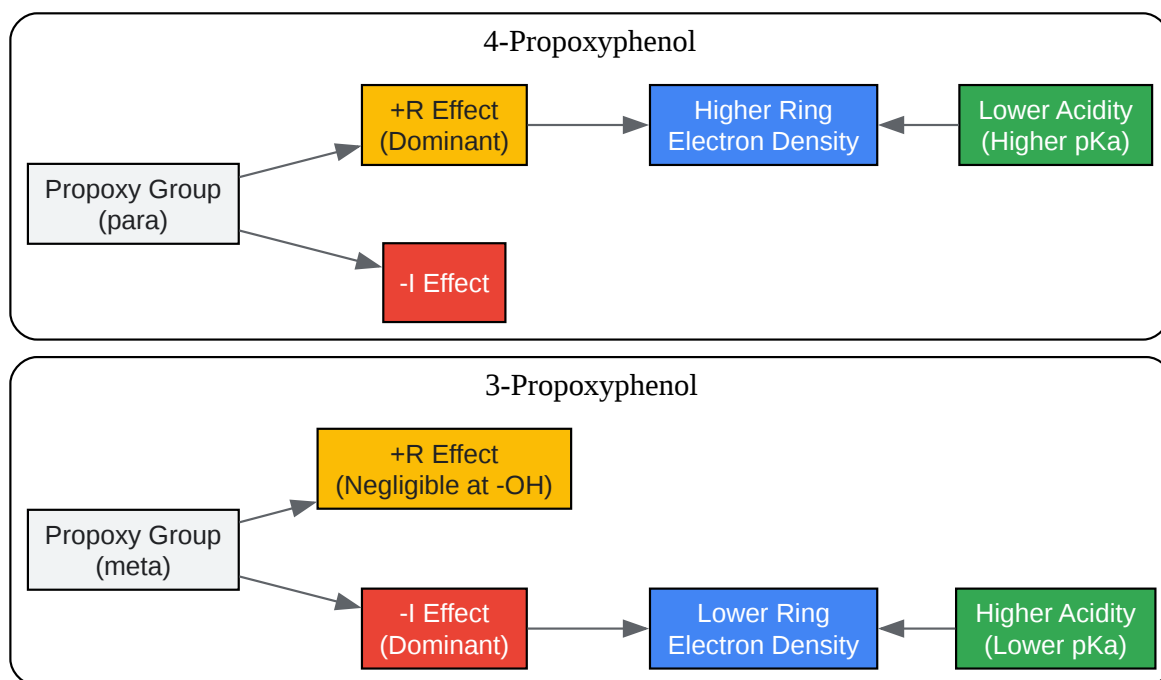 4-Propoxyphenol
+R Effect
(Dominant)
Higher Ring
Electron Density
Lower Acidity
(Higher pKa)
Propoxy Group
(para)
-I Effect
3-Propoxyphenol
+R Effect
(Negligible at -OH)
Propoxy Group
(meta)
-I Effect
(Dominant)
Lower Ring
Electron Density
Higher Acidity
(Lower pKa)